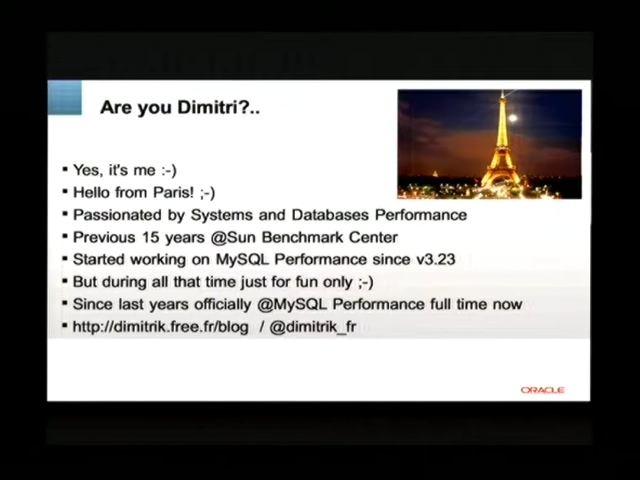 Are you Dimitri?..
Yes, it's me :-)
Hello from Paris! ;-)
Passionated by Systems and Databases Performance
Previous 15 years @Sun Benchmark Center
Started working on MySQL Performance since v3.23
But during all that time just for fun only ;-)
Since last years officially @MySQL Performance full time now
http://dimitrik.free.fr/blog / @dimitrik_fr
ORACLE